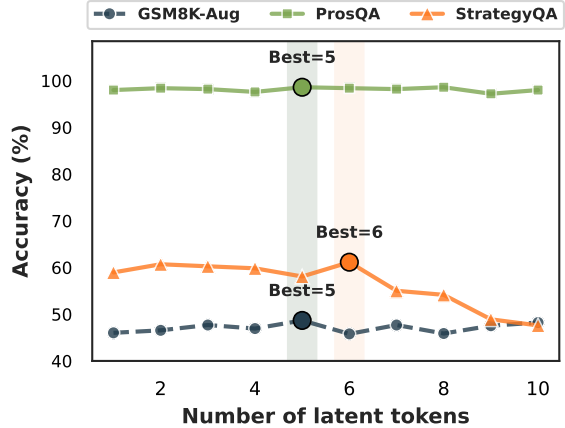 GSM8K-Aug ProsQA StrategyQA
Best=5
Best=6
Best=5
Accuracy (%)
100
90
80
70
60
50
40
2 4 6 8 10
Number of latent tokens